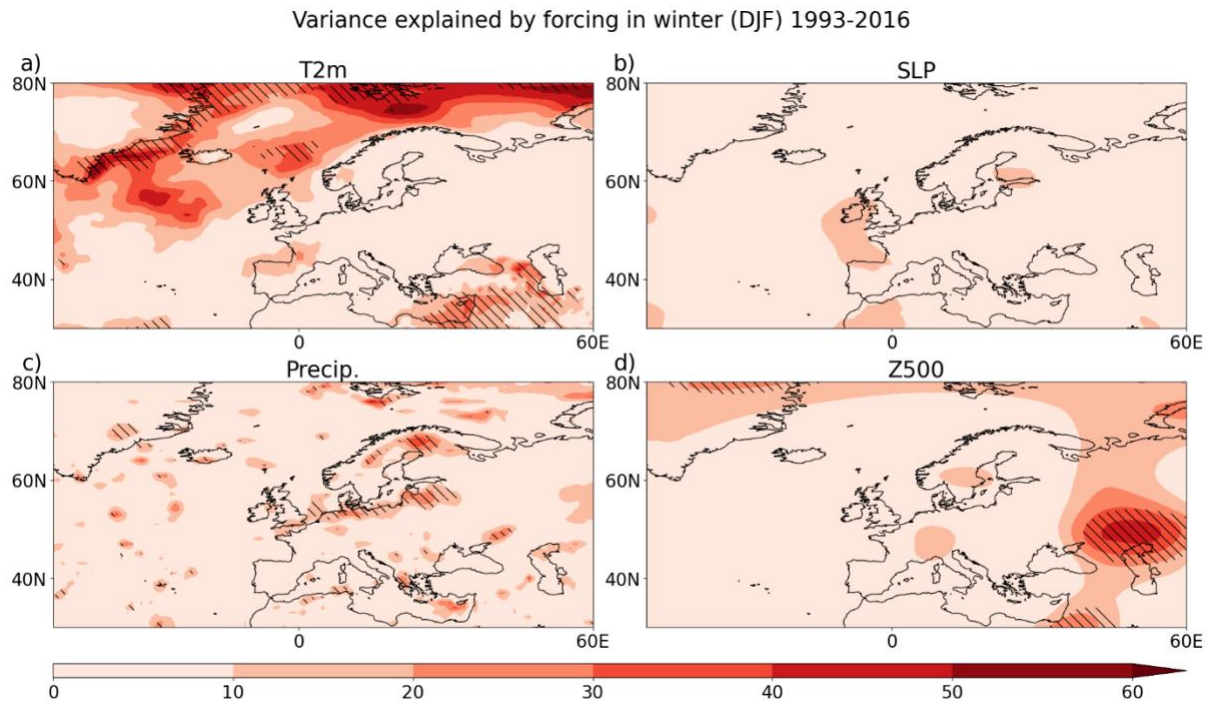 Variance explained by forcing in winter (DJF) 1993-2016
a) T2m
80N
60N
40N
0 60E
b) SLP
80N
60N
40N
0 60E
c) Precip.
80N
60N
40N
0 60E
d) Z500
80N
60N
40N
0 60E
0 10 20 30 40 50 60